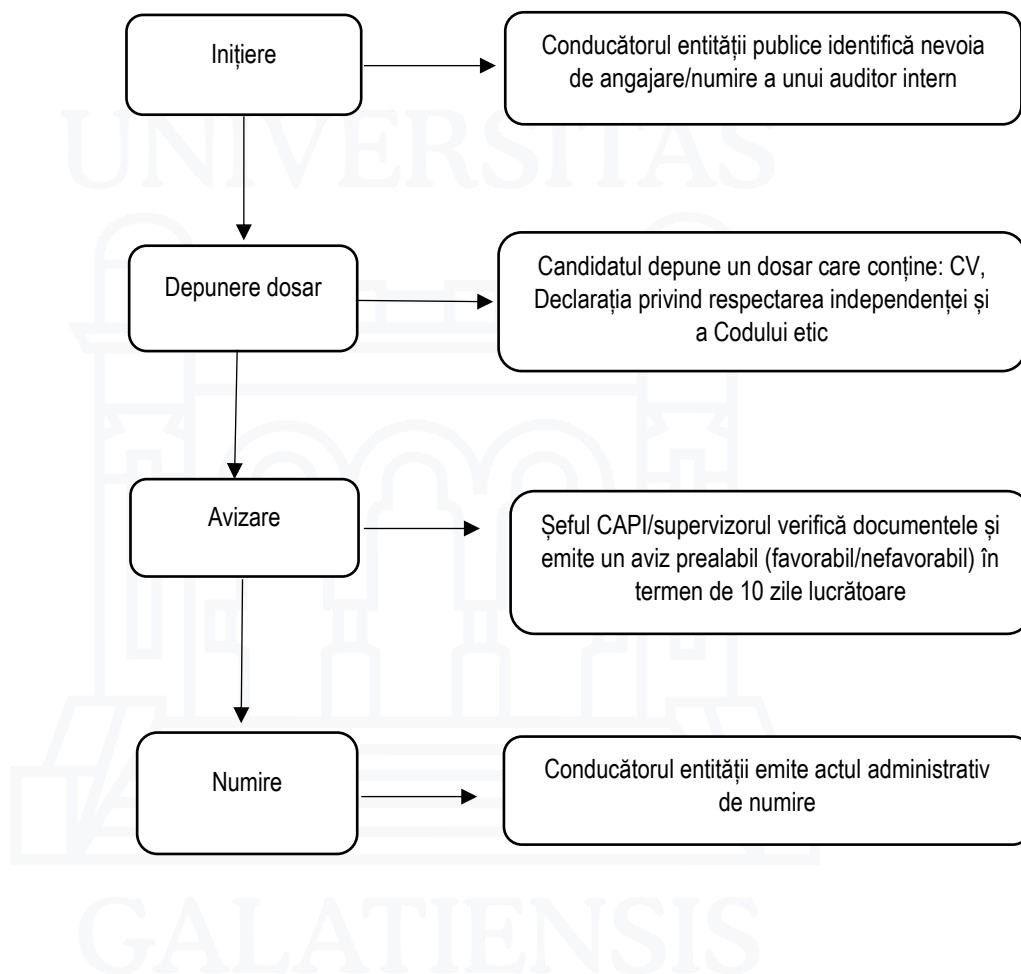 Inițiere
Conducătorul entității publice identifică nevoia
de angajare/numire a unui auditor intern
UNIVERSITAS
Depunere dosar
Candidatul depune un dosar care conține: CV,
Declarația privind respectarea independenței și
a Codului etic
Avizare
Șeful CAPI/supervizorul verifică documentele și
emite un aviz prealabil (favorabil/nefavorabil) în
termen de 10 zile lucrătoare
Numire
Conducătorul entității emite actul administrativ
de numire
GALATIENSIS